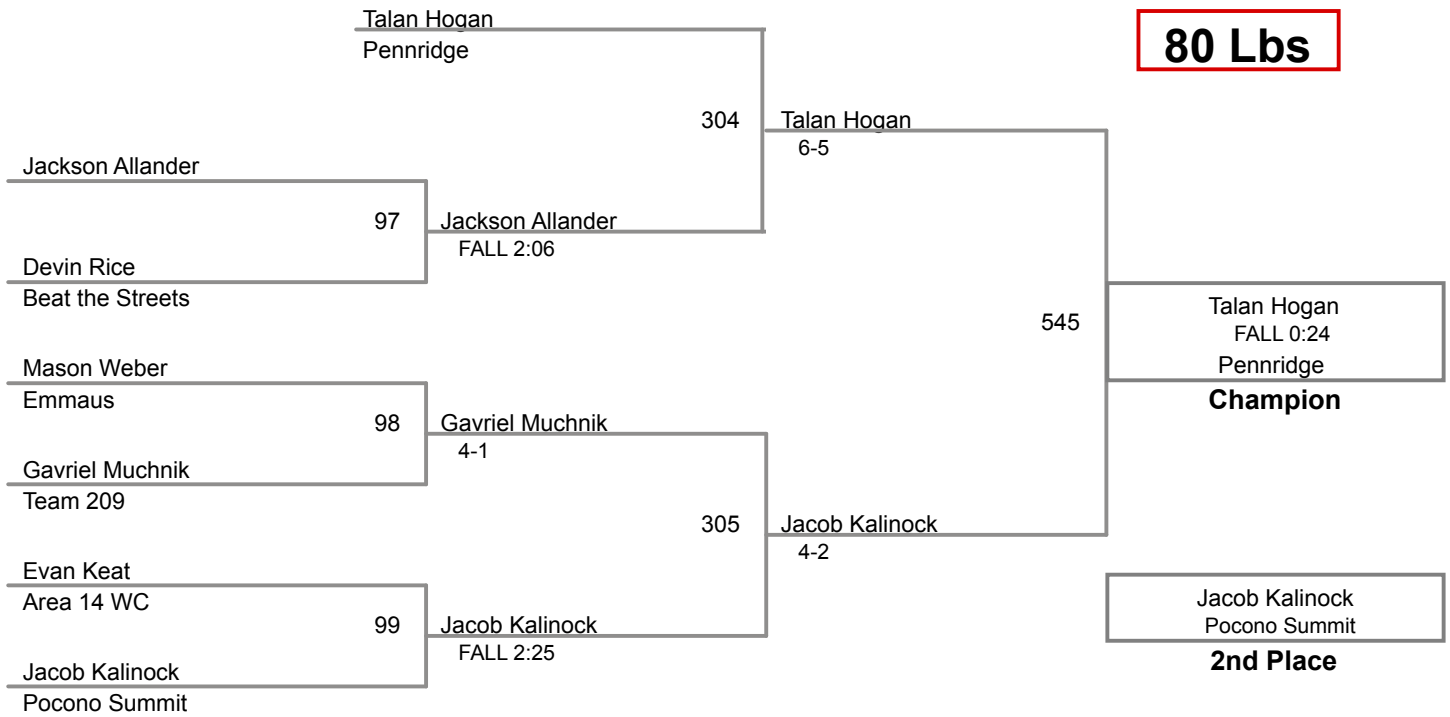 Talan Hogan
Pennridge
80 Lbs
304
Talan Hogan
6-5
Jackson Allander
97
Jackson Allander
FALL 2:06
Devin Rice
Beat the Streets
545
Talan Hogan
FALL 0:24
Pennridge
Champion
Mason Weber
Emmaus
98
Gavriel Muchnik
4-1
Gavriel Muchnik
Team 209
305
Jacob Kalinock
4-2
Evan Keat
Area 14 WC
99
Jacob Kalinock
FALL 2:25
Jacob Kalinock
Pocono Summit
Jacob Kalinock
Pocono Summit
2nd Place